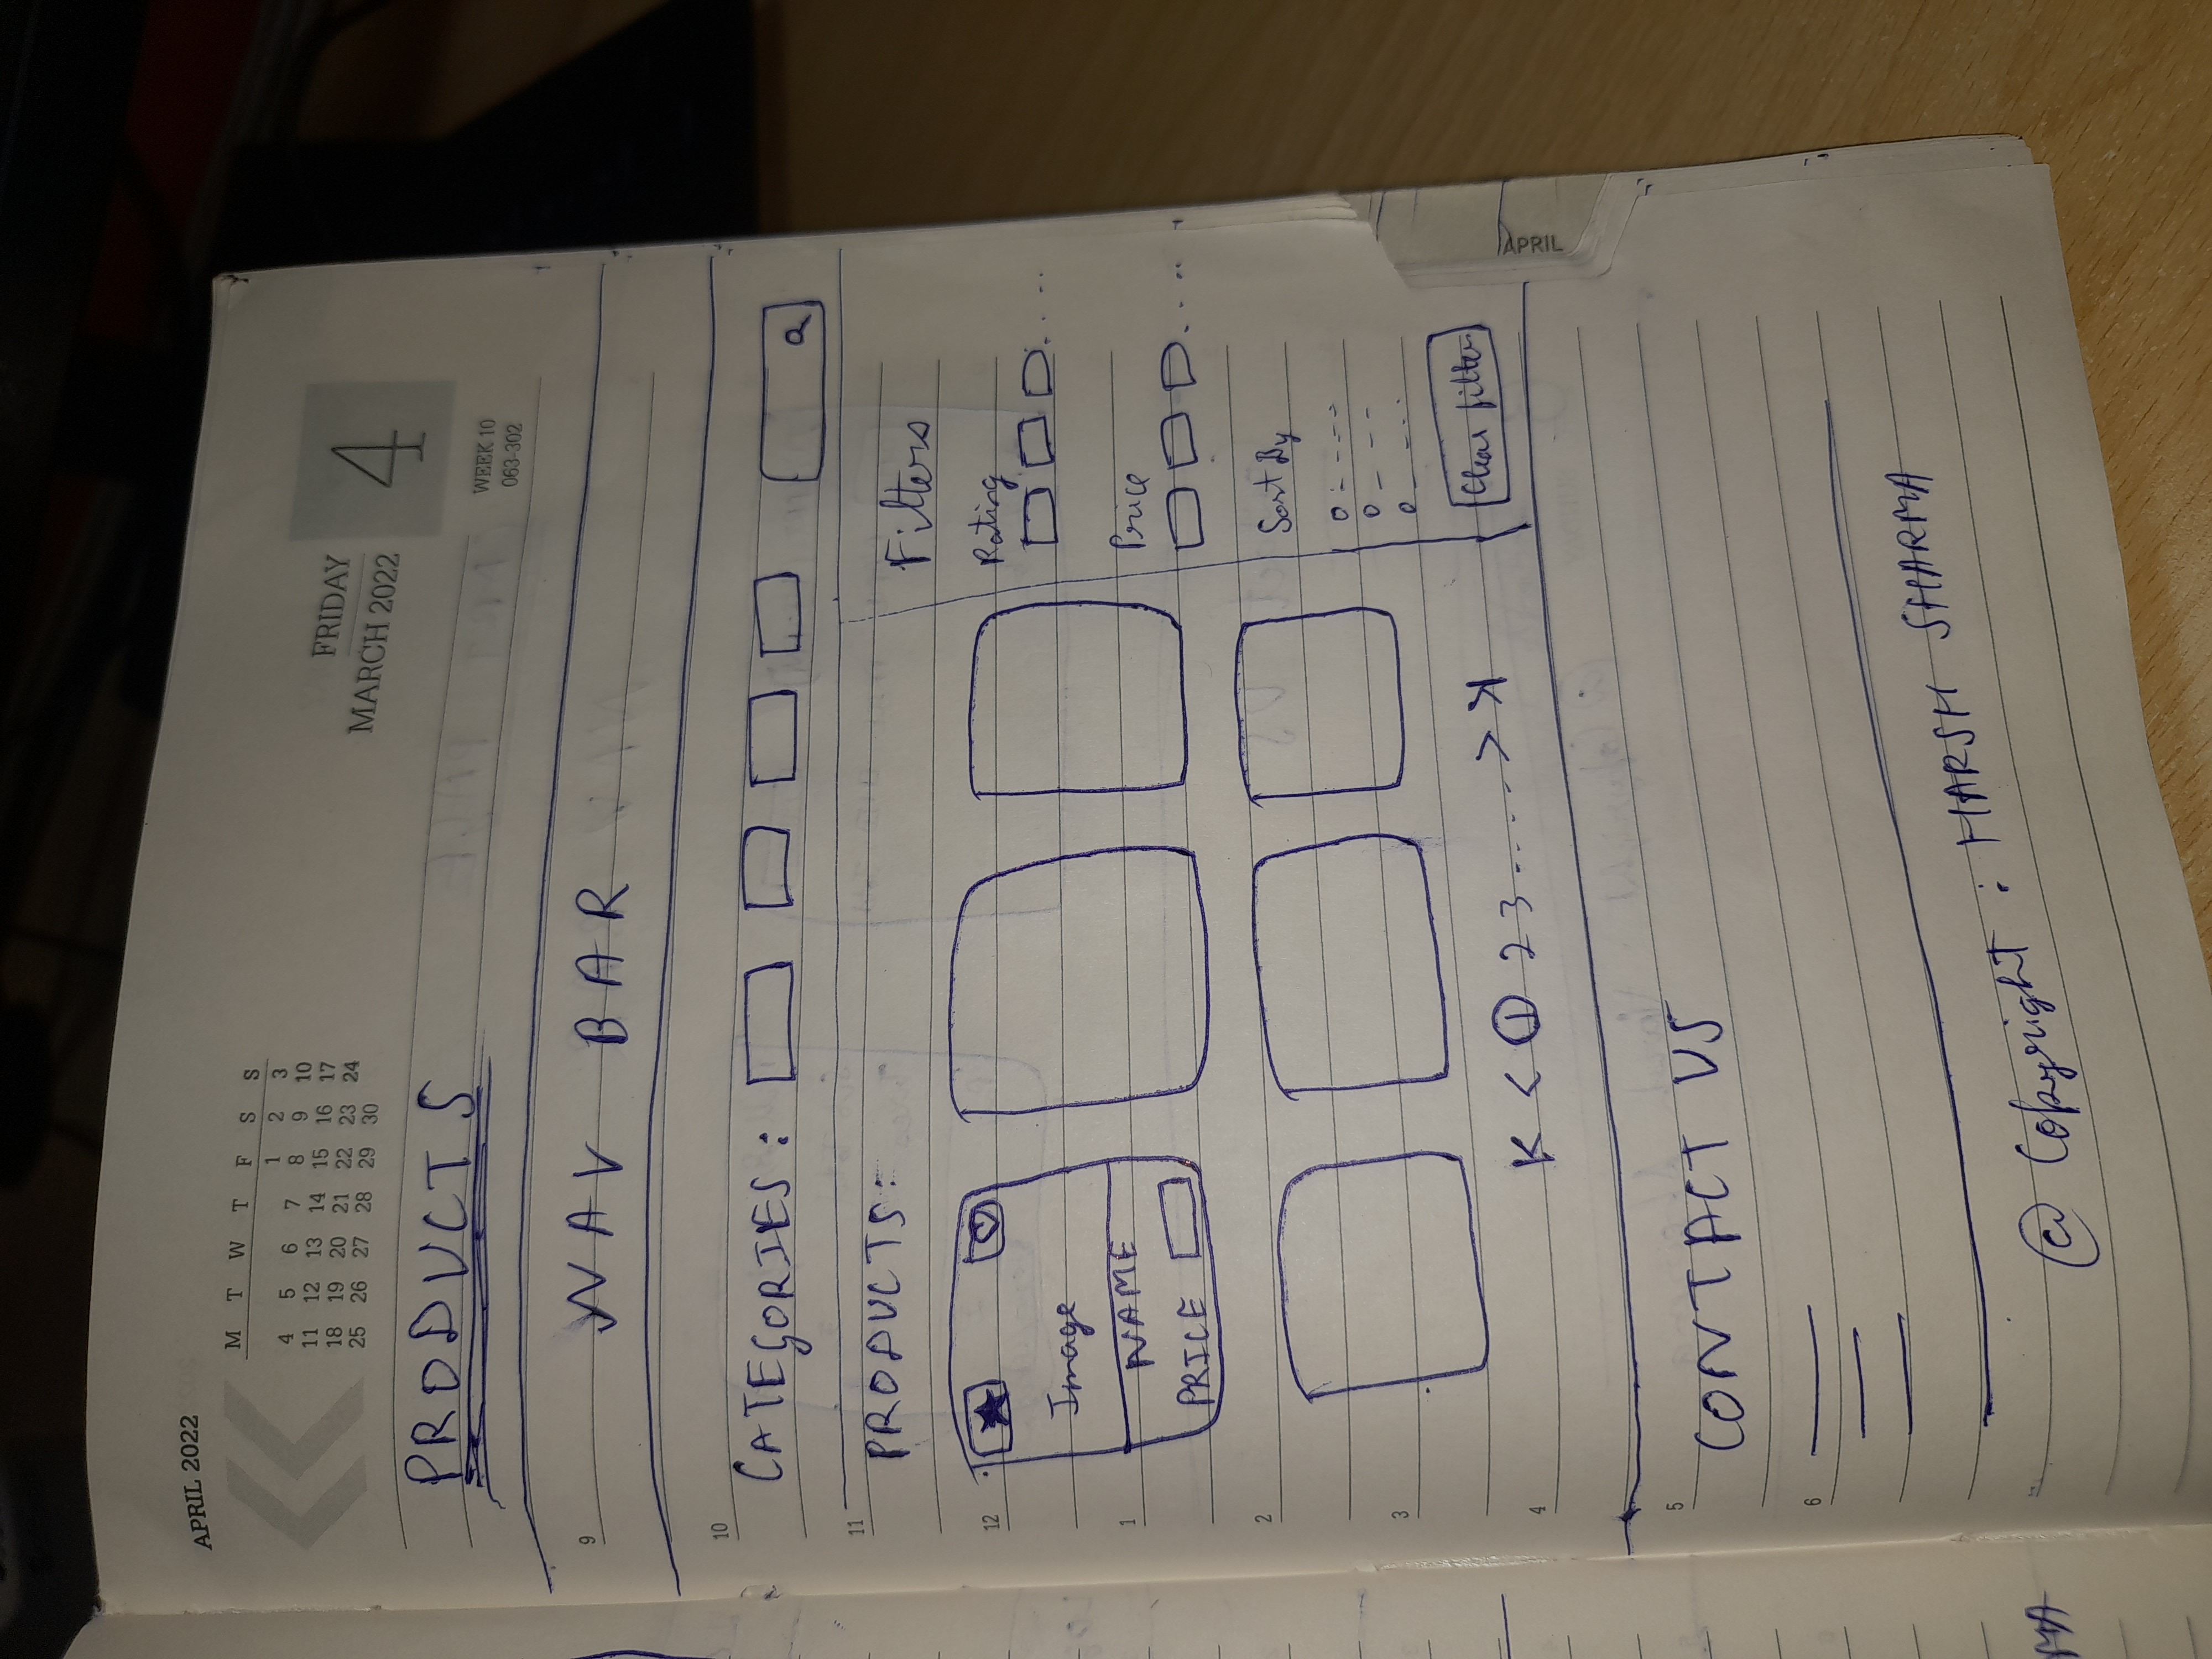 APRIL 2022
M T W T F S S
1 2 3
4 5 6 7 8 9 10
11 12 13 14 15 16 17
18 19 20 21 22 23 24
25 26 27 28 29 30
FRIDAY
MARCH 2022
4
WEEK 10
063-302
PRODUCTS
9
NAV BAR
10
CATEGORIES :
11
PRODUCTS:
Filters
12
Rating
Image
1
NAME
Price
PRICE
2
Sort By
3
Clear filter
K < 1 2 3 ..... > >|
4
APRIL
5
CONTACT US
6
@ Copyright : HARSH SHARMA
MA